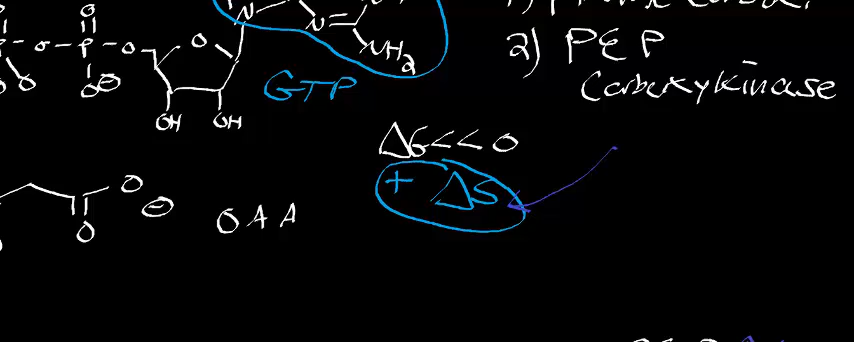 N N
NH2
O
P-O-P-O O
O O⊖
OH OH
GTP
2) PEP
Carboxykinase
ΔG<<0
+ ΔS
O⊖
O
OAA